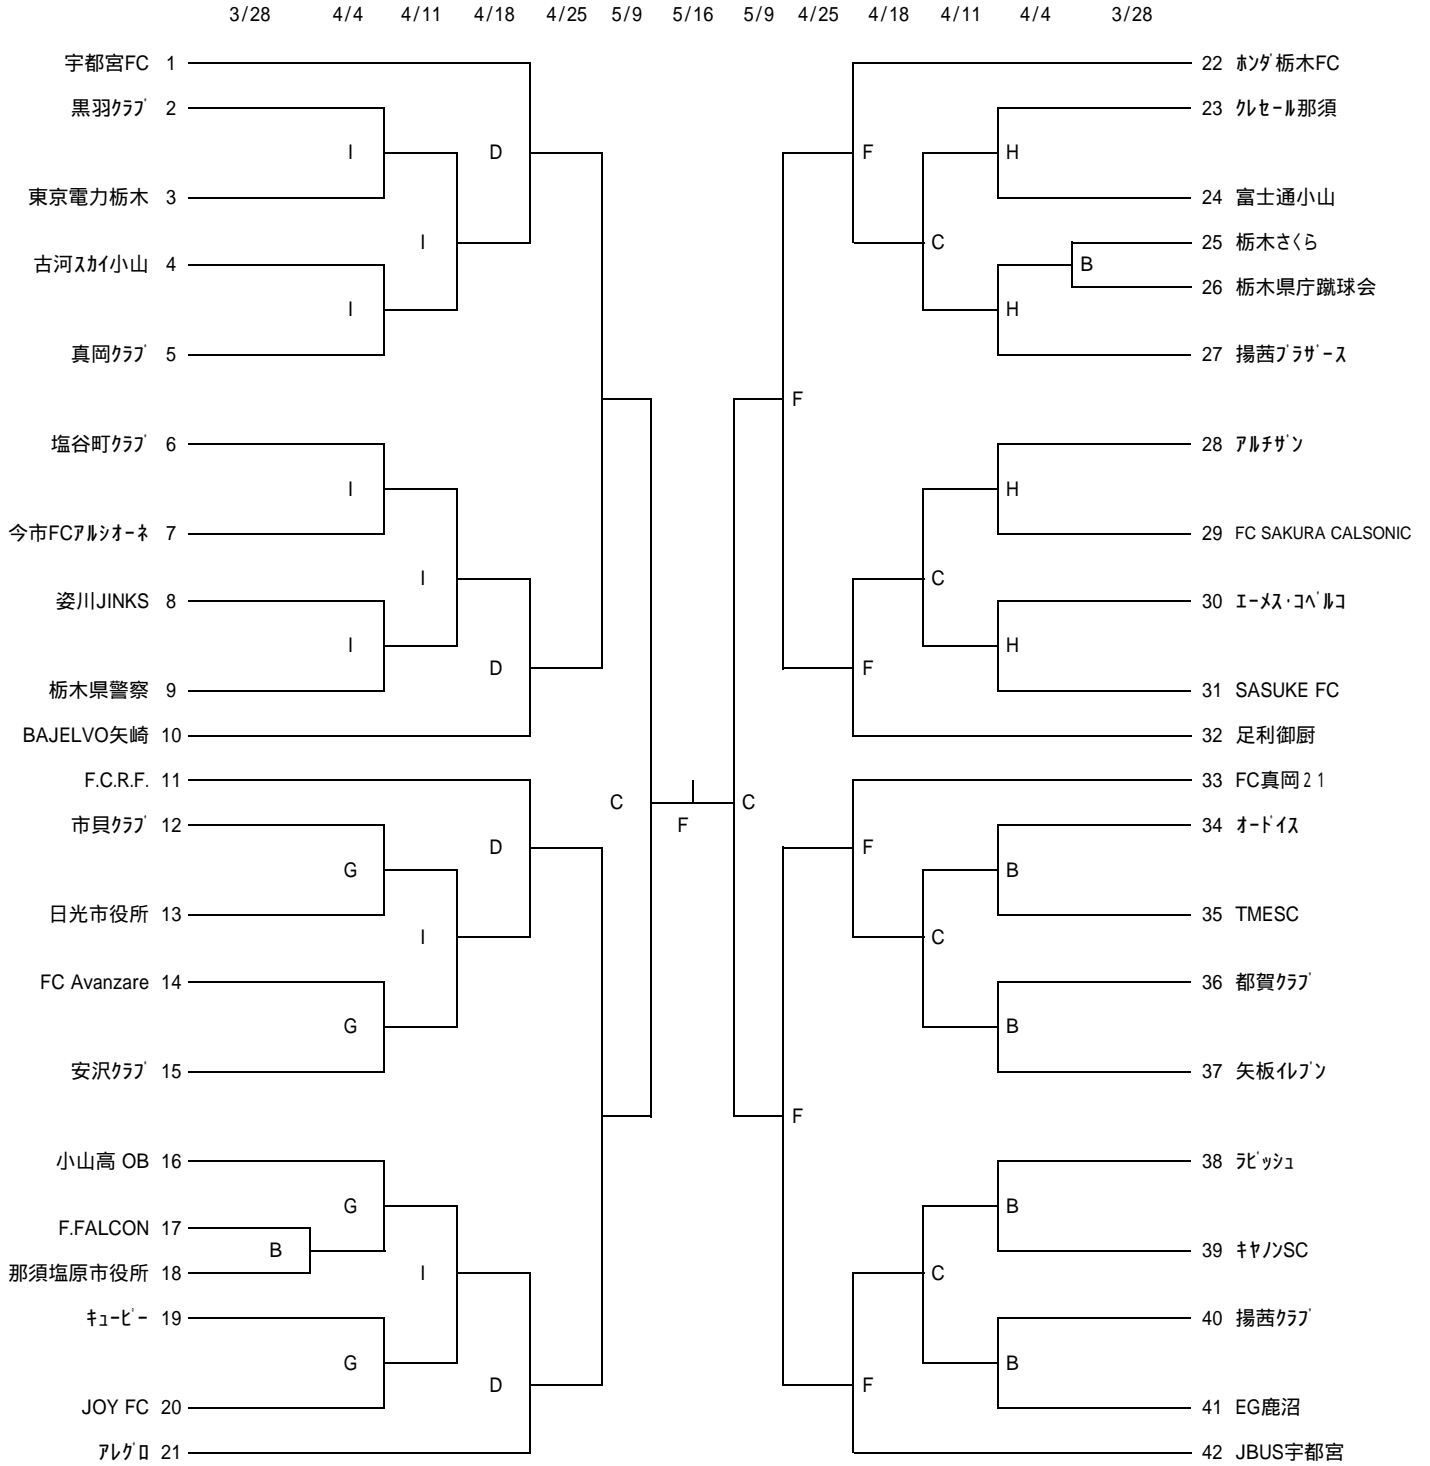 3/28 4/4 4/11 4/18 4/25 5/9 5/16 5/9 4/25 4/18 4/11 4/4 3/28
宇都宮FC 1
22 ﾎﾝﾀﾞ栃木FC
黒羽ｸﾗﾌﾞ 2
23 ｸﾚｾｰﾙ那須
I D F H
東京電力栃木 3
24 富士通小山
I C
25 栃木さくら
古河ｽｶｲ小山 4
B
26 栃木県庁蹴球会
I H
真岡ｸﾗﾌﾞ 5
27 揚茜ﾌﾞﾗｻﾞｰｽ
F
塩谷町ｸﾗﾌﾞ 6
28 ｱﾙﾁｻﾞﾝ
I H
今市FCｱﾙｼｵｰﾈ 7
29 FC SAKURA CALSONIC
I C
姿川JINKS 8
30 ｴｰﾒｽ･ｺﾍﾞﾙｺ
I H
D F
栃木県警察 9
31 SASUKE FC
BAJELVO矢崎 10
32 足利御厨
F.C.R.F. 11
33 FC真岡２１
C C
市貝ｸﾗﾌﾞ 12
F
34 ｵｰﾄﾞｲｽ
D F
G B
日光市役所 13
35 TMESC
I C
FC Avanzare 14
36 都賀ｸﾗﾌﾞ
G B
安沢ｸﾗﾌﾞ 15
37 矢板ｲﾚﾌﾞﾝ
F
小山高 OB 16
38 ﾗﾋﾟｯｼｭ
G B
F.FALCON 17
B
39 ｷﾔﾉﾝSC
那須塩原市役所 18
I C
ｷｭｰﾋﾟｰ 19
40 揚茜ｸﾗﾌﾞ
G B
D F
JOY FC 20
41 EG鹿沼
ｱﾚｸﾞﾛ 21
42 JBUS宇都宮